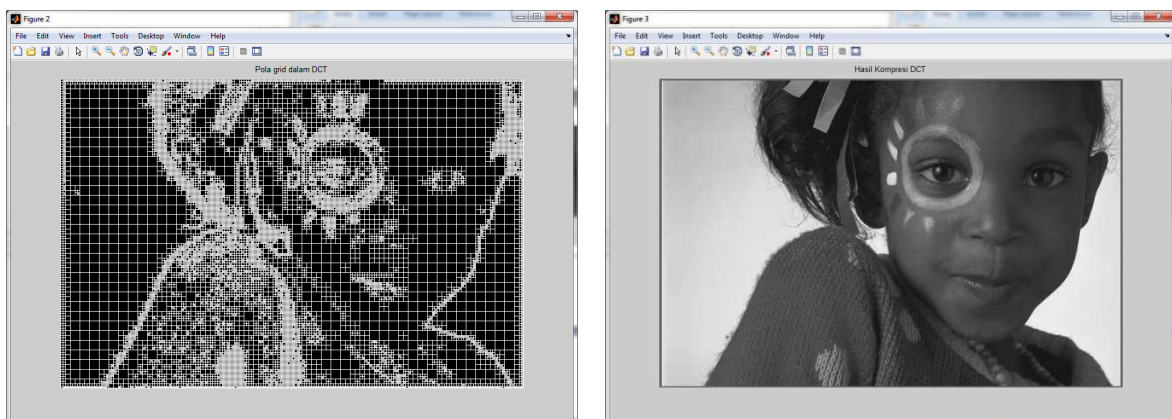 Figure 2
File Edit View Insert Tools Desktop Window Help
Pola grid dalam DCT
Figure 3
File Edit View Insert Tools Desktop Window Help
Hasil Kompresi DCT